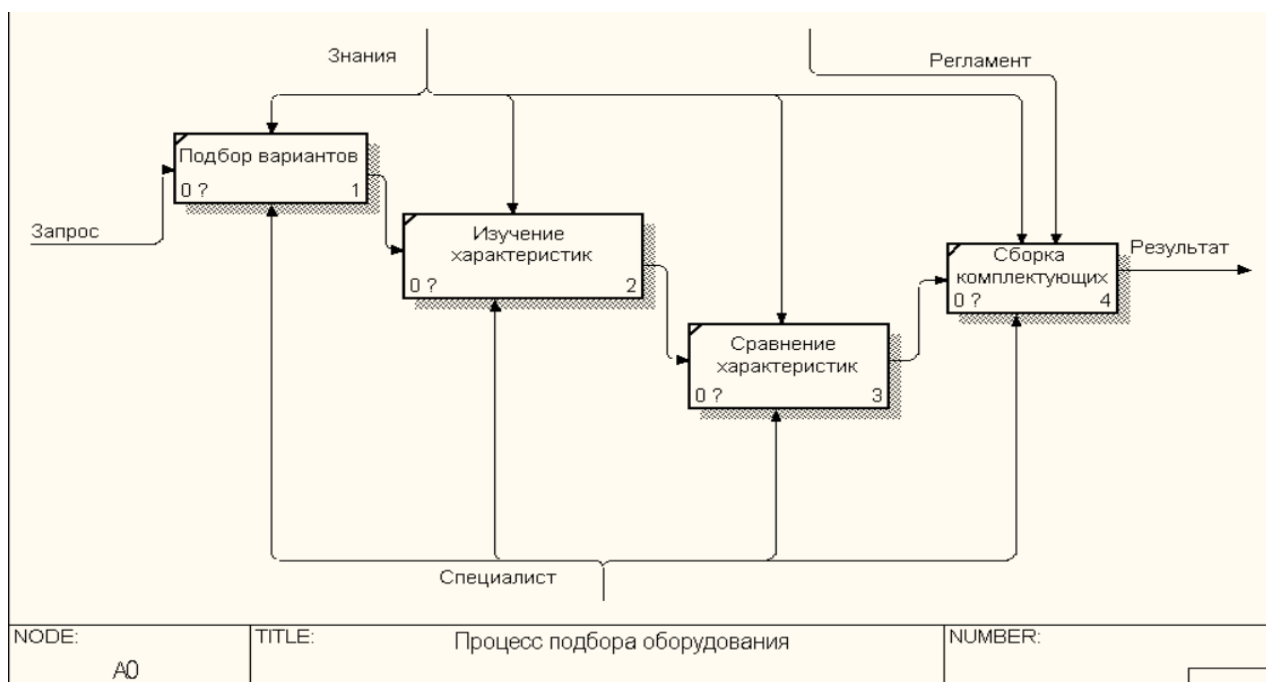 Знания
Регламент
Подбор вариантов
0 ? 1
Запрос
Изучение
характеристик
0 ? 2
Сравнение
характеристик
0 ? 3
Сборка
комплектующих
0 ? 4
Результат
Специалист
NODE:
A0
TITLE:
Процесс подбора оборудования
NUMBER: